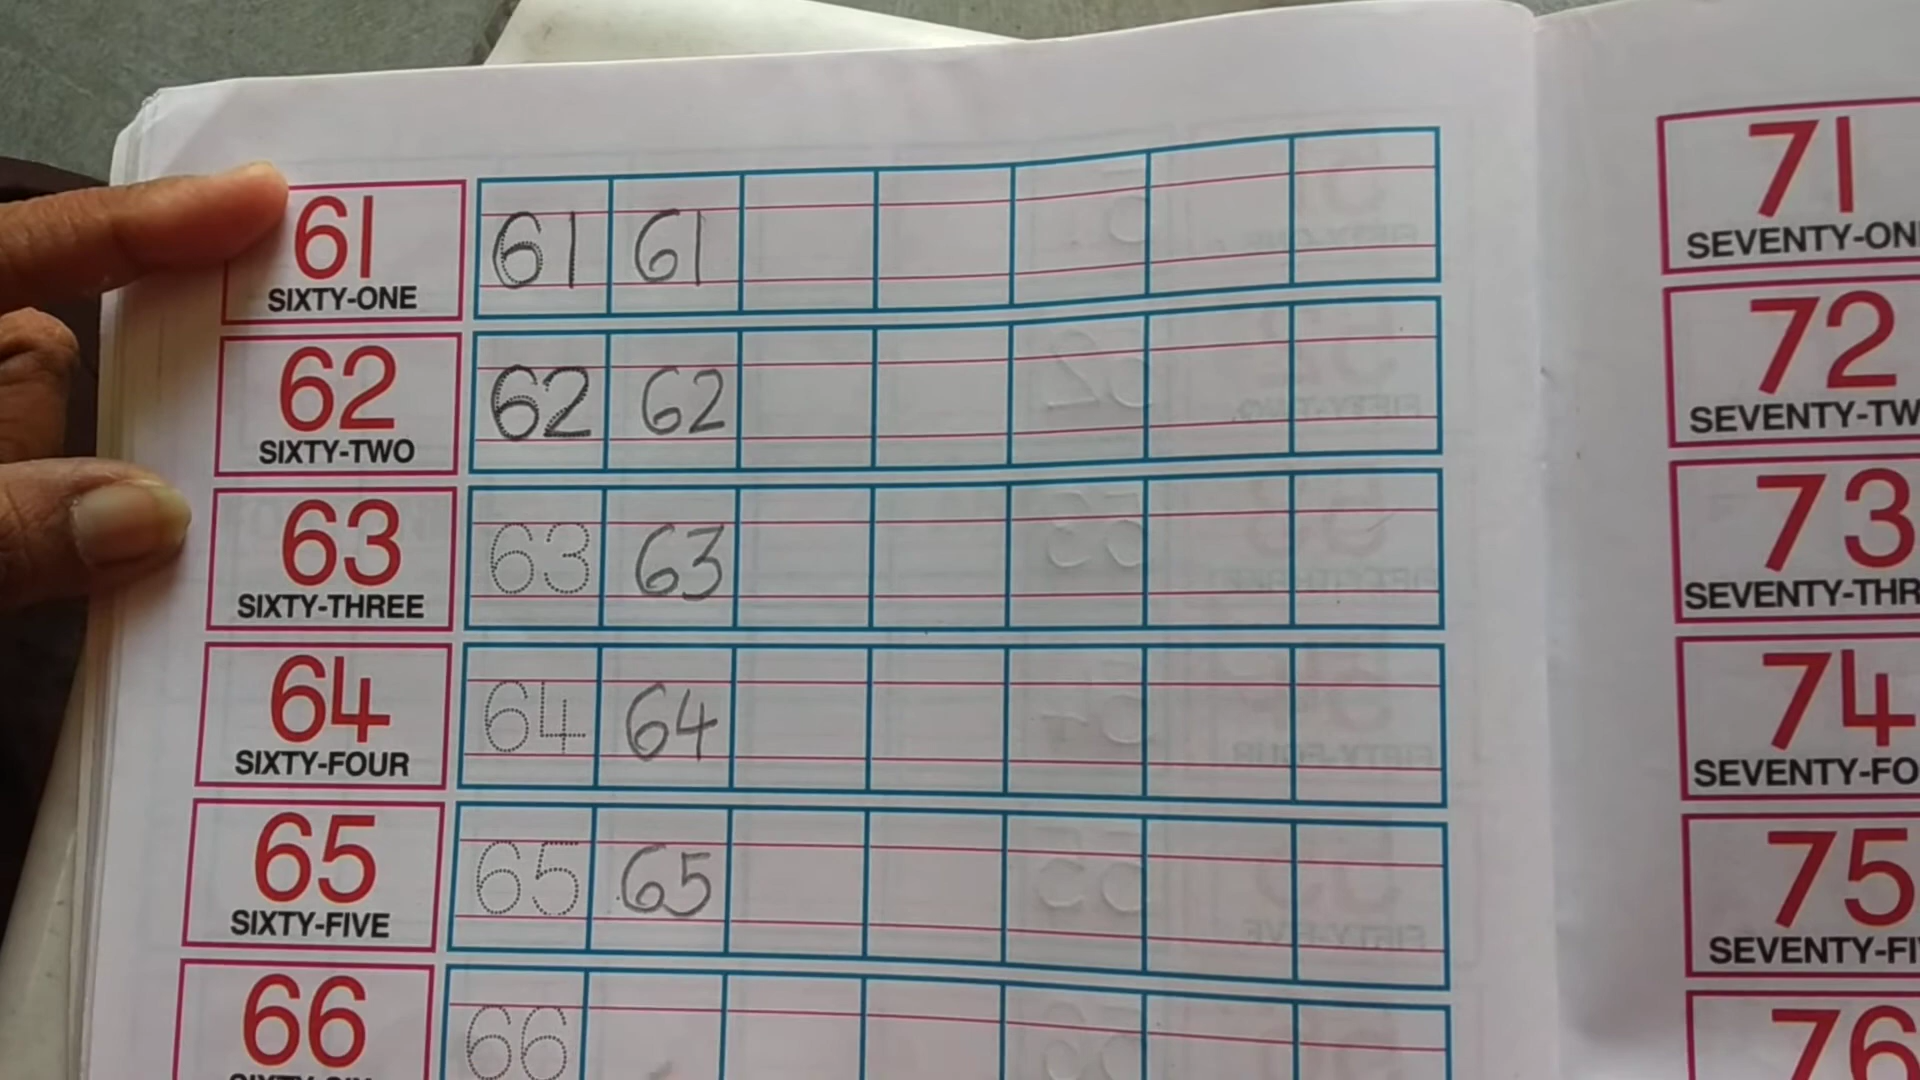 61 61 61
SIXTY-ONE
62 62 62
SIXTY-TWO
63 63 63
SIXTY-THREE
64 64 64
SIXTY-FOUR
65 65 65
SIXTY-FIVE
66 66
71
SEVENTY-ON
72
SEVENTY-TW
73
SEVENTY-THR
74
SEVENTY-FO
75
SEVENTY-FI
76